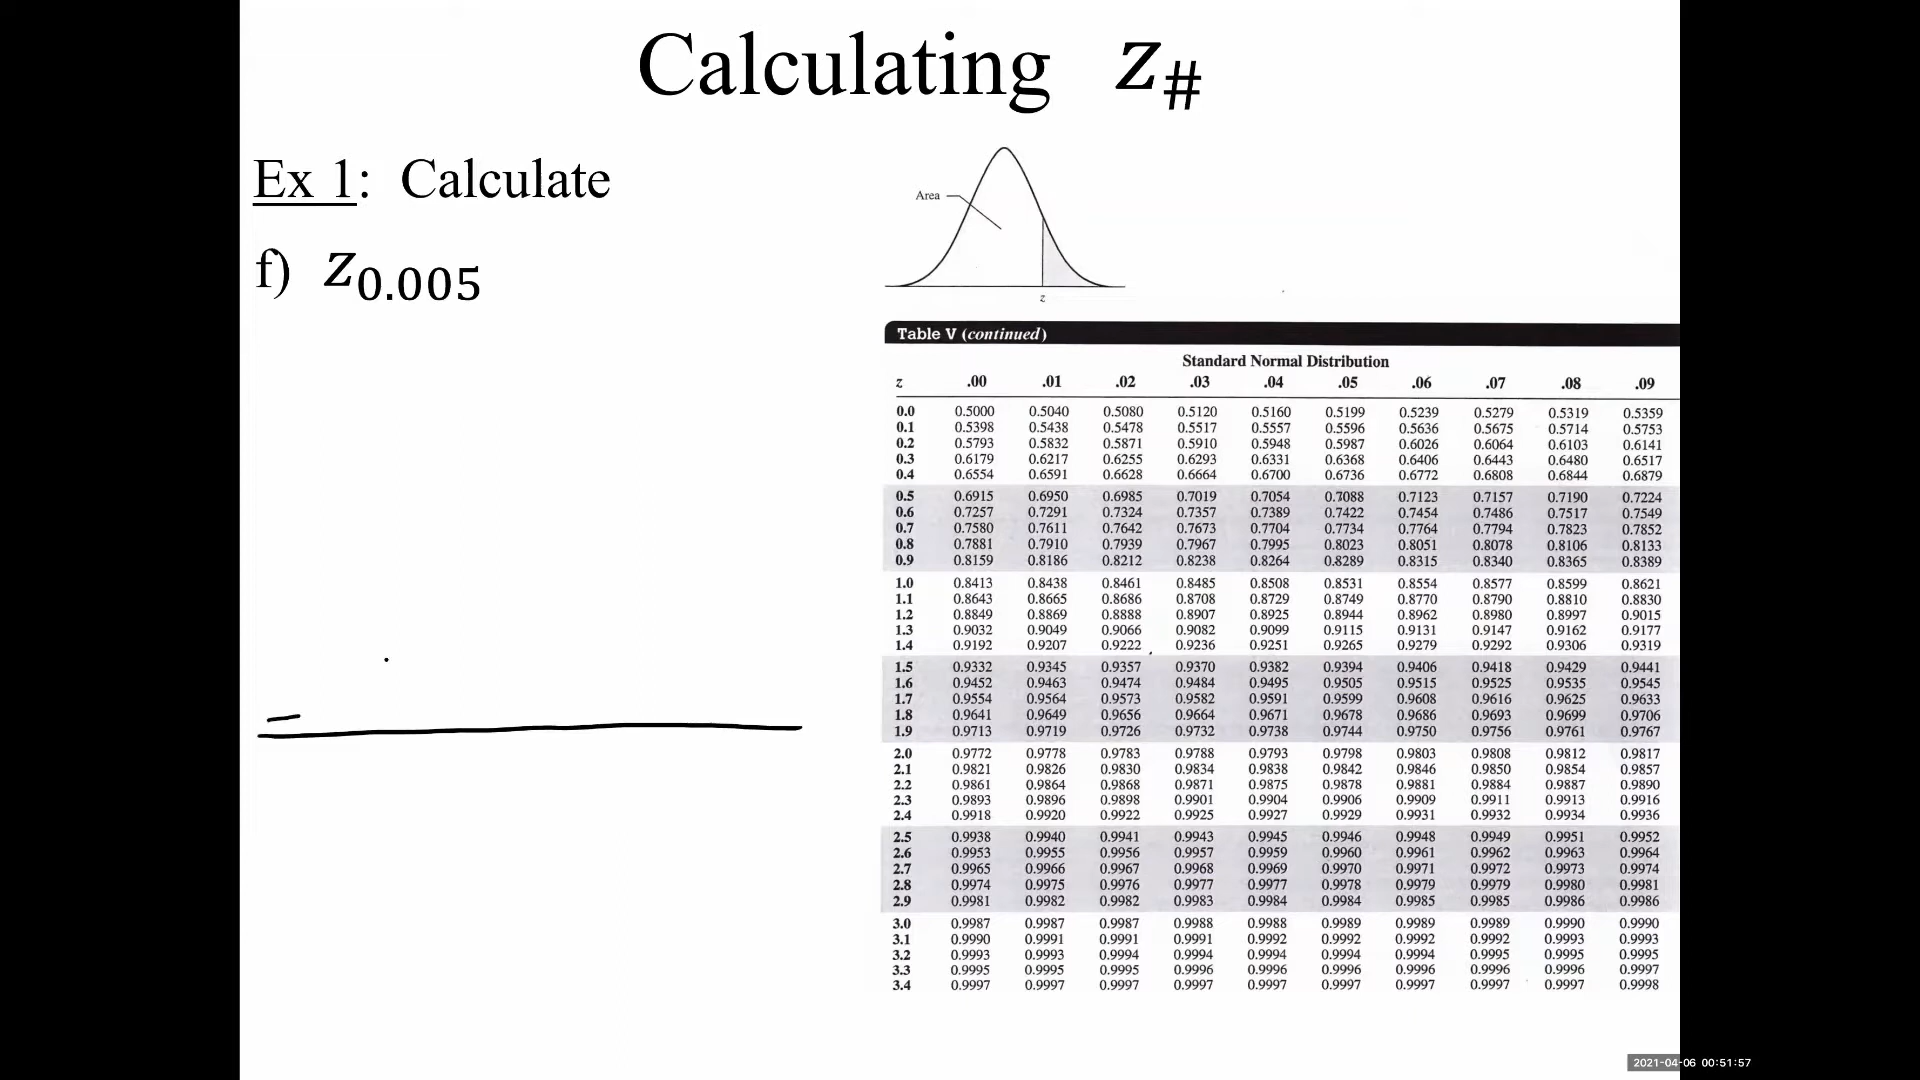 Calculating z#
Ex 1: Calculate
f) z0.005
Area
z
Table V (continued)
Standard Normal Distribution
z .00 .01 .02 .03 .04 .05 .06 .07 .08 .09
0.0 0.5000 0.5040 0.5080 0.5120 0.5160 0.5199 0.5239 0.5279 0.5319 0.5359
0.1 0.5398 0.5438 0.5478 0.5517 0.5557 0.5596 0.5636 0.5675 0.5714 0.5753
0.2 0.5793 0.5832 0.5871 0.5910 0.5948 0.5987 0.6026 0.6064 0.6103 0.6141
0.3 0.6179 0.6217 0.6255 0.6293 0.6331 0.6368 0.6406 0.6443 0.6480 0.6517
0.4 0.6554 0.6591 0.6628 0.6664 0.6700 0.6736 0.6772 0.6808 0.6844 0.6879
0.5 0.6915 0.6950 0.6985 0.7019 0.7054 0.7088 0.7123 0.7157 0.7190 0.7224
0.6 0.7257 0.7291 0.7324 0.7357 0.7389 0.7422 0.7454 0.7486 0.7517 0.7549
0.7 0.7580 0.7611 0.7642 0.7673 0.7704 0.7734 0.7764 0.7794 0.7823 0.7852
0.8 0.7881 0.7910 0.7939 0.7967 0.7995 0.8023 0.8051 0.8078 0.8106 0.8133
0.9 0.8159 0.8186 0.8212 0.8238 0.8264 0.8289 0.8315 0.8340 0.8365 0.8389
1.0 0.8413 0.8438 0.8461 0.8485 0.8508 0.8531 0.8554 0.8577 0.8599 0.8621
1.1 0.8643 0.8665 0.8686 0.8708 0.8729 0.8749 0.8770 0.8790 0.8810 0.8830
1.2 0.8849 0.8869 0.8888 0.8907 0.8925 0.8944 0.8962 0.8980 0.8997 0.9015
1.3 0.9032 0.9049 0.9066 0.9082 0.9099 0.9115 0.9131 0.9147 0.9162 0.9177
1.4 0.9192 0.9207 0.9222 0.9236 0.9251 0.9265 0.9279 0.9292 0.9306 0.9319
1.5 0.9332 0.9345 0.9357 0.9370 0.9382 0.9394 0.9406 0.9418 0.9429 0.9441
1.6 0.9452 0.9463 0.9474 0.9484 0.9495 0.9505 0.9515 0.9525 0.9535 0.9545
1.7 0.9554 0.9564 0.9573 0.9582 0.9591 0.9599 0.9608 0.9616 0.9625 0.9633
1.8 0.9641 0.9649 0.9656 0.9664 0.9671 0.9678 0.9686 0.9693 0.9699 0.9706
1.9 0.9713 0.9719 0.9726 0.9732 0.9738 0.9744 0.9750 0.9756 0.9761 0.9767
2.0 0.9772 0.9778 0.9783 0.9788 0.9793 0.9798 0.9803 0.9808 0.9812 0.9817
2.1 0.9821 0.9826 0.9830 0.9834 0.9838 0.9842 0.9846 0.9850 0.9854 0.9857
2.2 0.9861 0.9864 0.9868 0.9871 0.9875 0.9878 0.9881 0.9884 0.9887 0.9890
2.3 0.9893 0.9896 0.9898 0.9901 0.9904 0.9906 0.9909 0.9911 0.9913 0.9916
2.4 0.9918 0.9920 0.9922 0.9925 0.9927 0.9929 0.9931 0.9932 0.9934 0.9936
2.5 0.9938 0.9940 0.9941 0.9943 0.9945 0.9946 0.9948 0.9949 0.9951 0.9952
2.6 0.9953 0.9955 0.9956 0.9957 0.9959 0.9960 0.9961 0.9962 0.9963 0.9964
2.7 0.9965 0.9966 0.9967 0.9968 0.9969 0.9970 0.9971 0.9972 0.9973 0.9974
2.8 0.9974 0.9975 0.9976 0.9977 0.9977 0.9978 0.9979 0.9979 0.9980 0.9981
2.9 0.9981 0.9982 0.9982 0.9983 0.9984 0.9984 0.9985 0.9985 0.9986 0.9986
3.0 0.9987 0.9987 0.9987 0.9988 0.9988 0.9989 0.9989 0.9989 0.9990 0.9990
3.1 0.9990 0.9991 0.9991 0.9991 0.9992 0.9992 0.9992 0.9992 0.9993 0.9993
3.2 0.9993 0.9993 0.9994 0.9994 0.9994 0.9994 0.9994 0.9995 0.9995 0.9995
3.3 0.9995 0.9995 0.9995 0.9996 0.9996 0.9996 0.9996 0.9996 0.9996 0.9997
3.4 0.9997 0.9997 0.9997 0.9997 0.9997 0.9997 0.9997 0.9997 0.9997 0.9998
2021-04-06 00:51:57